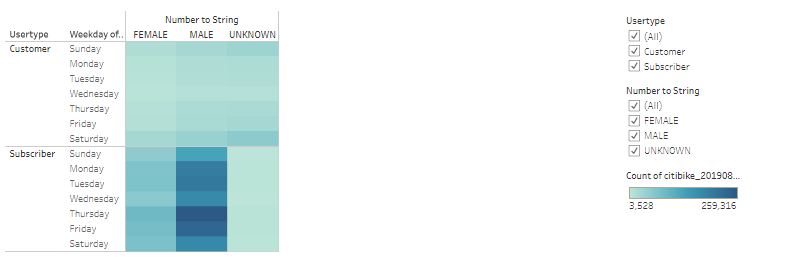 Number to String
Usertype Weekday of.. FEMALE MALE UNKNOWN
Customer Sunday
Monday
Tuesday
Wednesday
Thursday
Friday
Saturday
Subscriber Sunday
Monday
Tuesday
Wednesday
Thursday
Friday
Saturday
Usertype
(All)
Customer
Subscriber
Number to String
(All)
FEMALE
MALE
UNKNOWN
Count of citibike_201908...
3,528 259,316